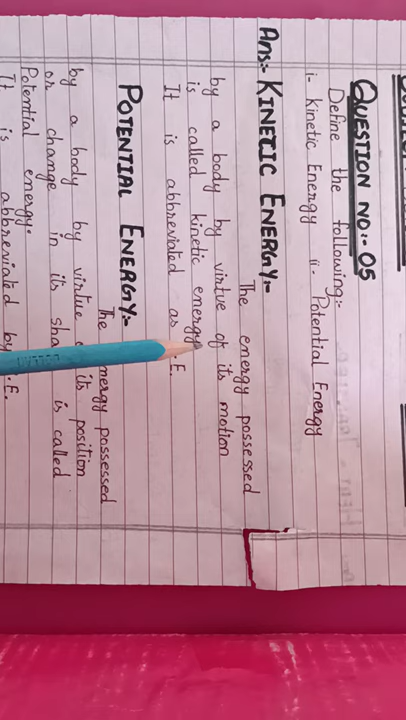 QUESTION NO:- 05
Define the following:-
i- Kinetic Energy ii- Potential Energy
Ans:- KINETIC ENERGY:-
The energy possessed
by a body by virtue of its motion
is called kinetic energy
It is abbreviated as .E.
POTENTIAL ENERGY:-
The energy possessed
by a body by virtue its position
or change in its is called
Potential energy.
It is abbreviated by .E.